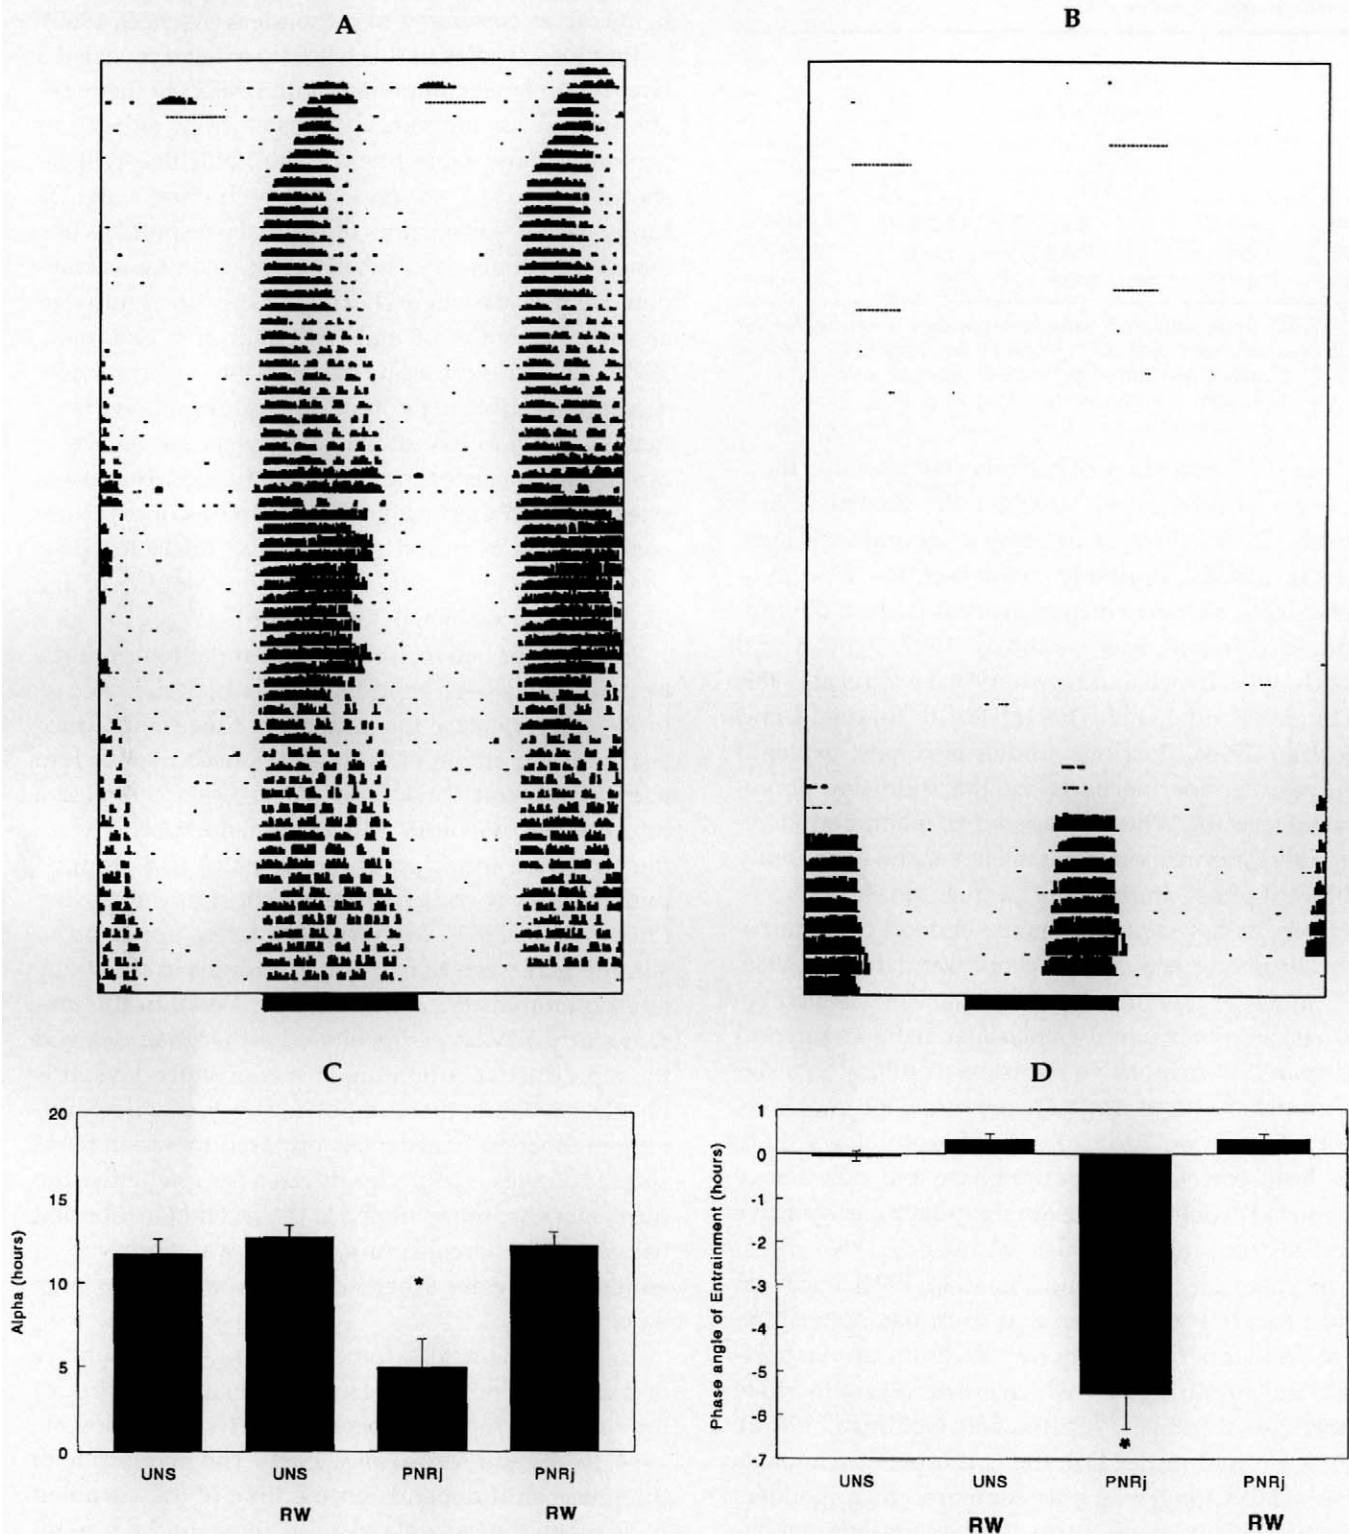 A
B
C
D
20
15
10
5
0
Alpha (hours)
UNS
UNS
PNRj
PNRj
RW
RW
1
0
-1
-2
-3
-4
-5
-6
-7
Phase angle of Entrainment (hours)
*
*
UNS
UNS
PNRj
PNRj
RW
RW